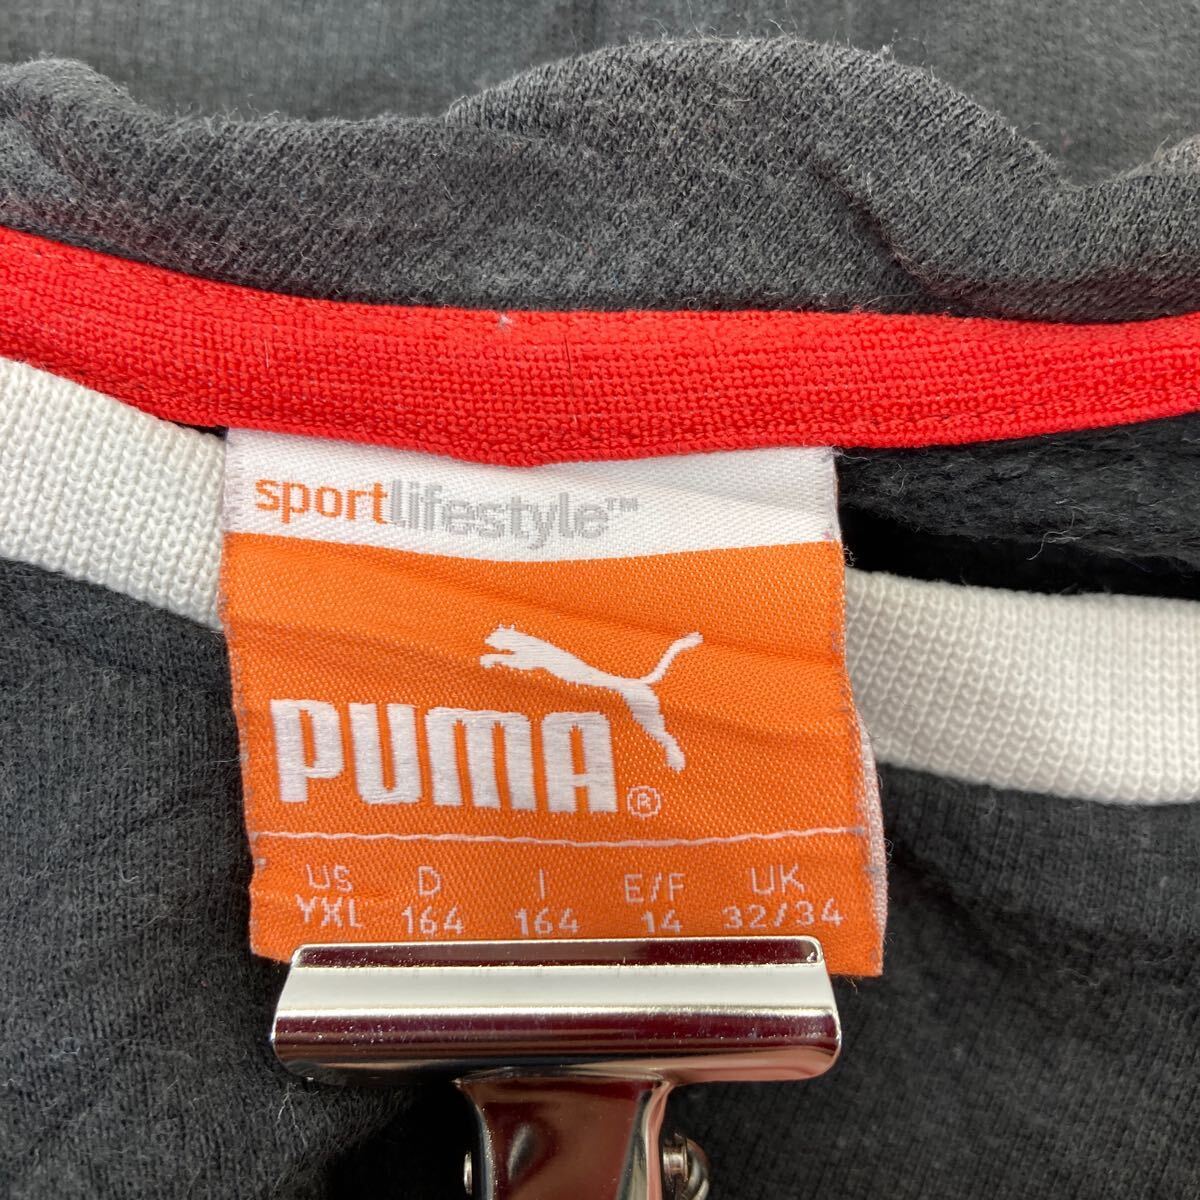 sportlifestyle™
PUMA®
US D I E/F UK
YXL 164 164 14 32/34